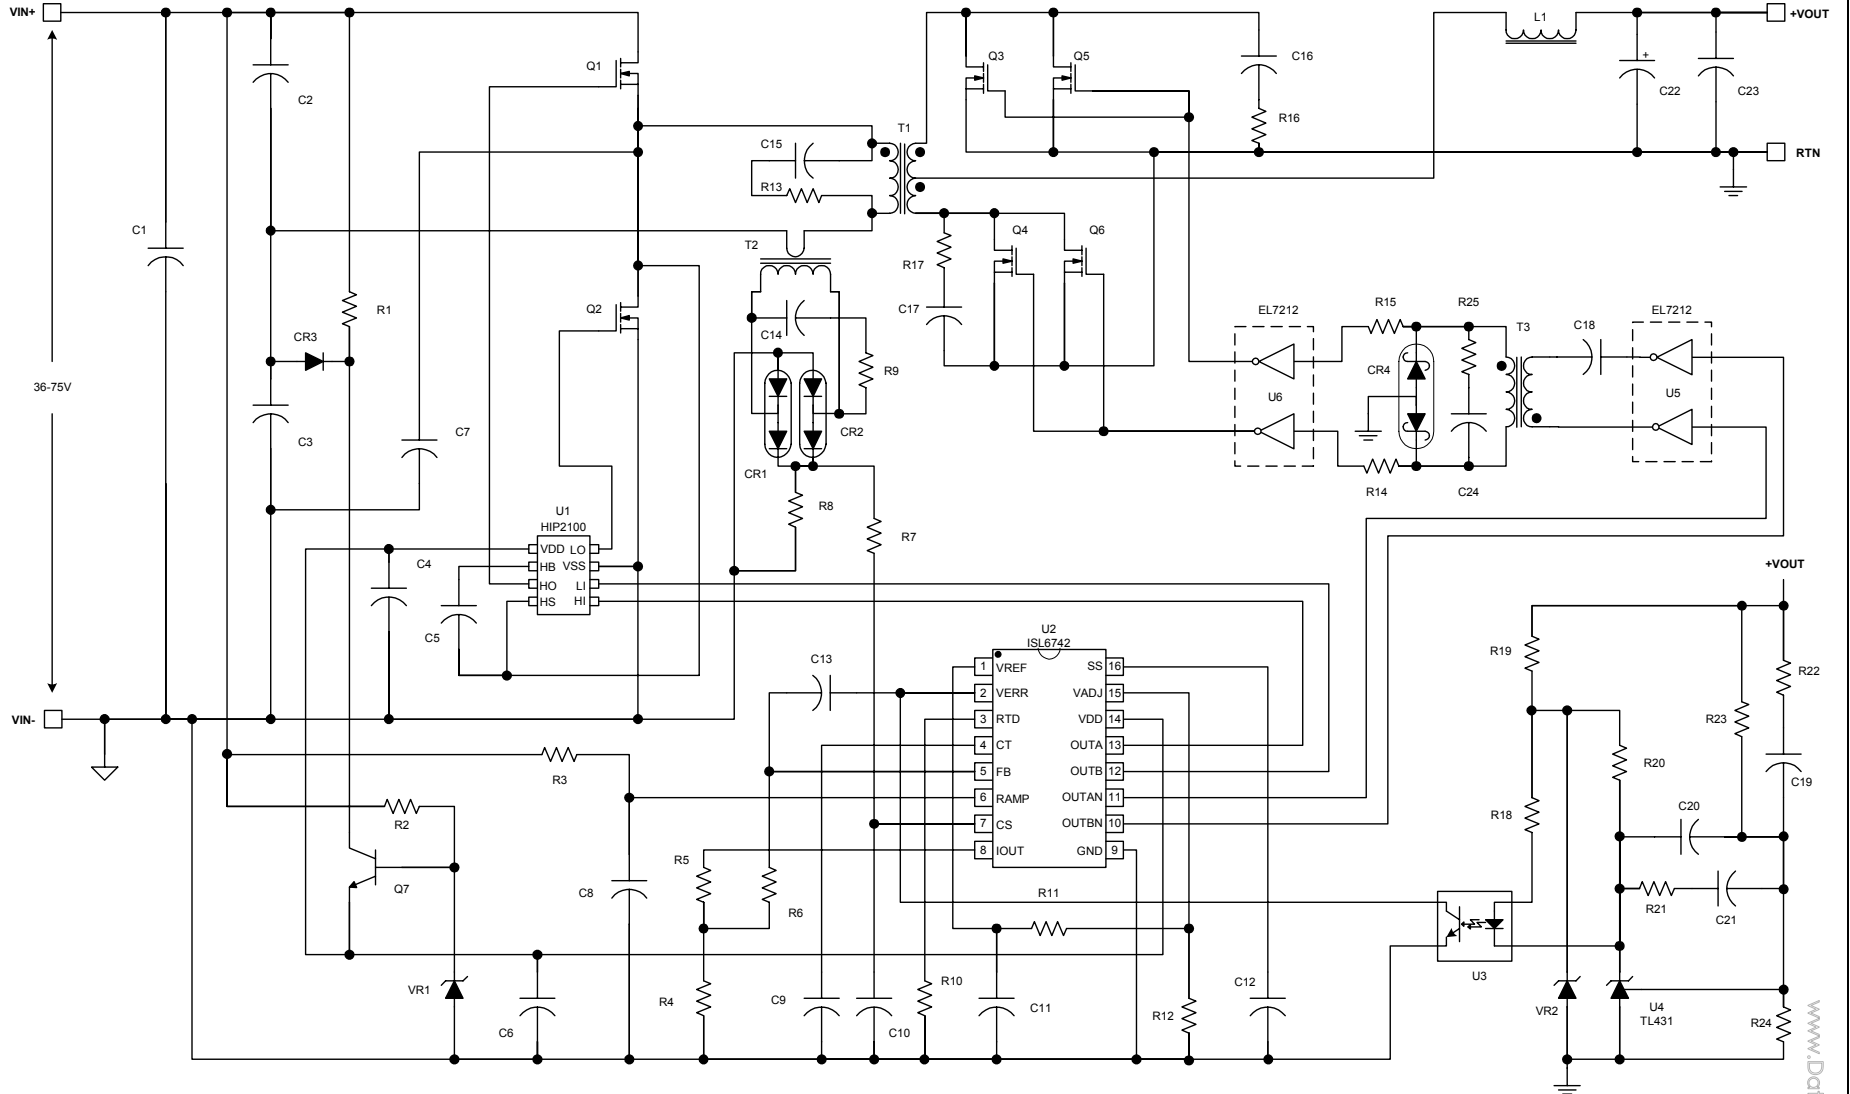 VIN+
+VOUT
RTN
VIN-
36-75V
C1
C2
CR3
C3
R1
C7
Q1
Q2
C15
R13
T1
T2
C14
R9
CR2
CR1
R8
R7
Q3
Q5
C16
R16
L1
+
C22
C23
Q4
Q6
R17
C17
EL7212
U6
R15
R25
CR4
R14
C24
T3
C18
EL7212
U5
U1
HIP2100
VDD LO
HB VSS
HO LI
HS HI
C4
C5
U2
ISL6742
1 VREF SS 16
2 VERR VADJ 15
3 RTD VDD 14
4 CT OUTA 13
5 FB OUTB 12
6 RAMP OUTAN 11
7 CS OUTBN 10
8 IOUT GND 9
C13
R3
R2
Q7
VR1
C6
C8
R5
R6
R4
C9
C10
R10
C11
R11
R12
C12
U3
+VOUT
R19
R22
R23
R20
C19
R18
C20
R21
C21
VR2
U4
TL431
R24